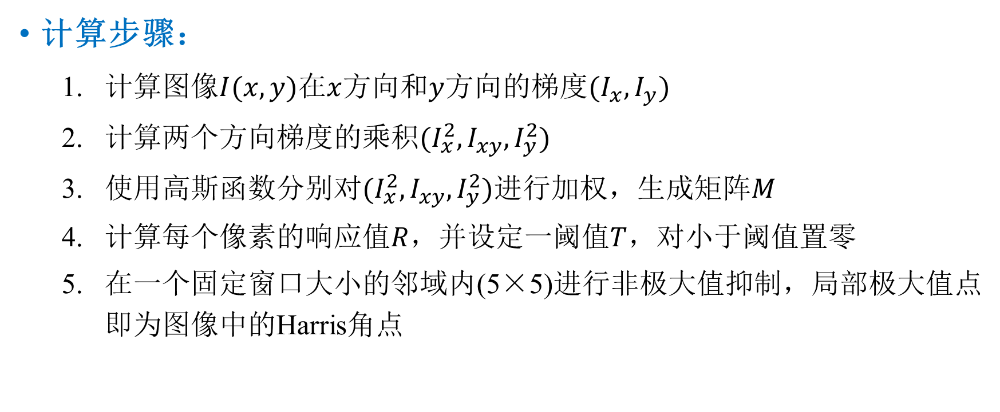 • 计算步骤：
1. 计算图像I(x,y)在x方向和y方向的梯度(I_x,I_y)
2. 计算两个方向梯度的乘积(I_x^2,I_{xy},I_y^2)
3. 使用高斯函数分别对(I_x^2,I_{xy},I_y^2)进行加权，生成矩阵M
4. 计算每个像素的响应值R，并设定一阈值T，对小于阈值置零
5. 在一个固定窗口大小的邻域内(5×5)进行非极大值抑制，局部极大值点
即为图像中的Harris角点